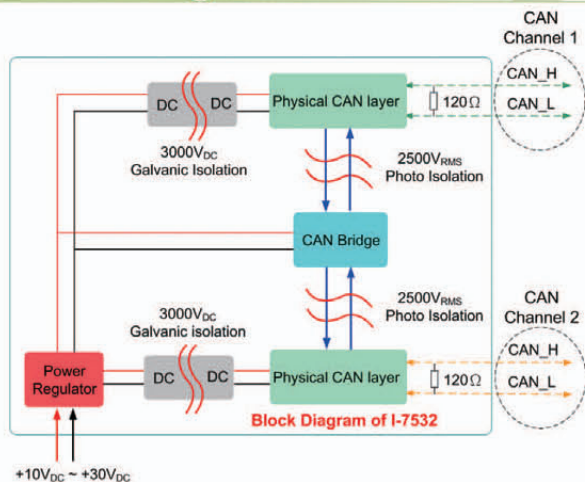 CAN
Channel 1
CAN_H
CAN_L
DC
DC
Physical CAN layer
120Ω
3000VDC
Galvanic Isolation
2500VRMS
Photo Isolation
CAN Bridge
3000VDC
Galvanic isolation
2500VRMS
Photo Isolation
CAN
Channel 2
CAN_H
CAN_L
Power
Regulator
DC
DC
Physical CAN layer
120Ω
Block Diagram of I-7532
+10VDC ~ +30VDC